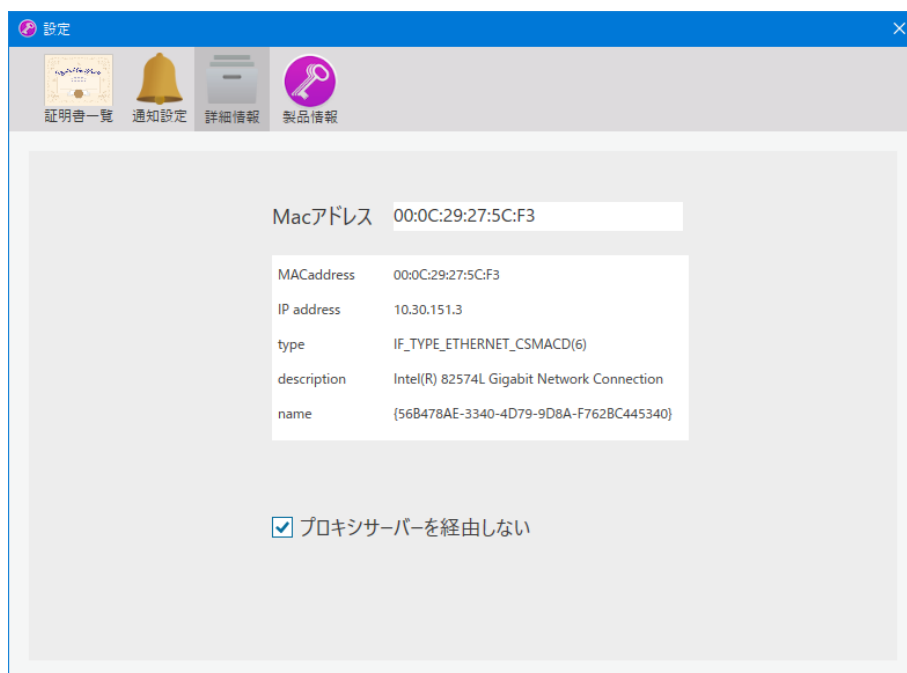 設定
証明書一覧 通知設定 詳細情報 製品情報
Macアドレス 00:0C:29:27:5C:F3
MACaddress 00:0C:29:27:5C:F3
IP address 10.30.151.3
type IF_TYPE_ETHERNET_CSMACD(6)
description Intel(R) 82574L Gigabit Network Connection
name {56B478AE-3340-4D79-9D8A-F762BC445340}
プロキシサーバーを経由しない